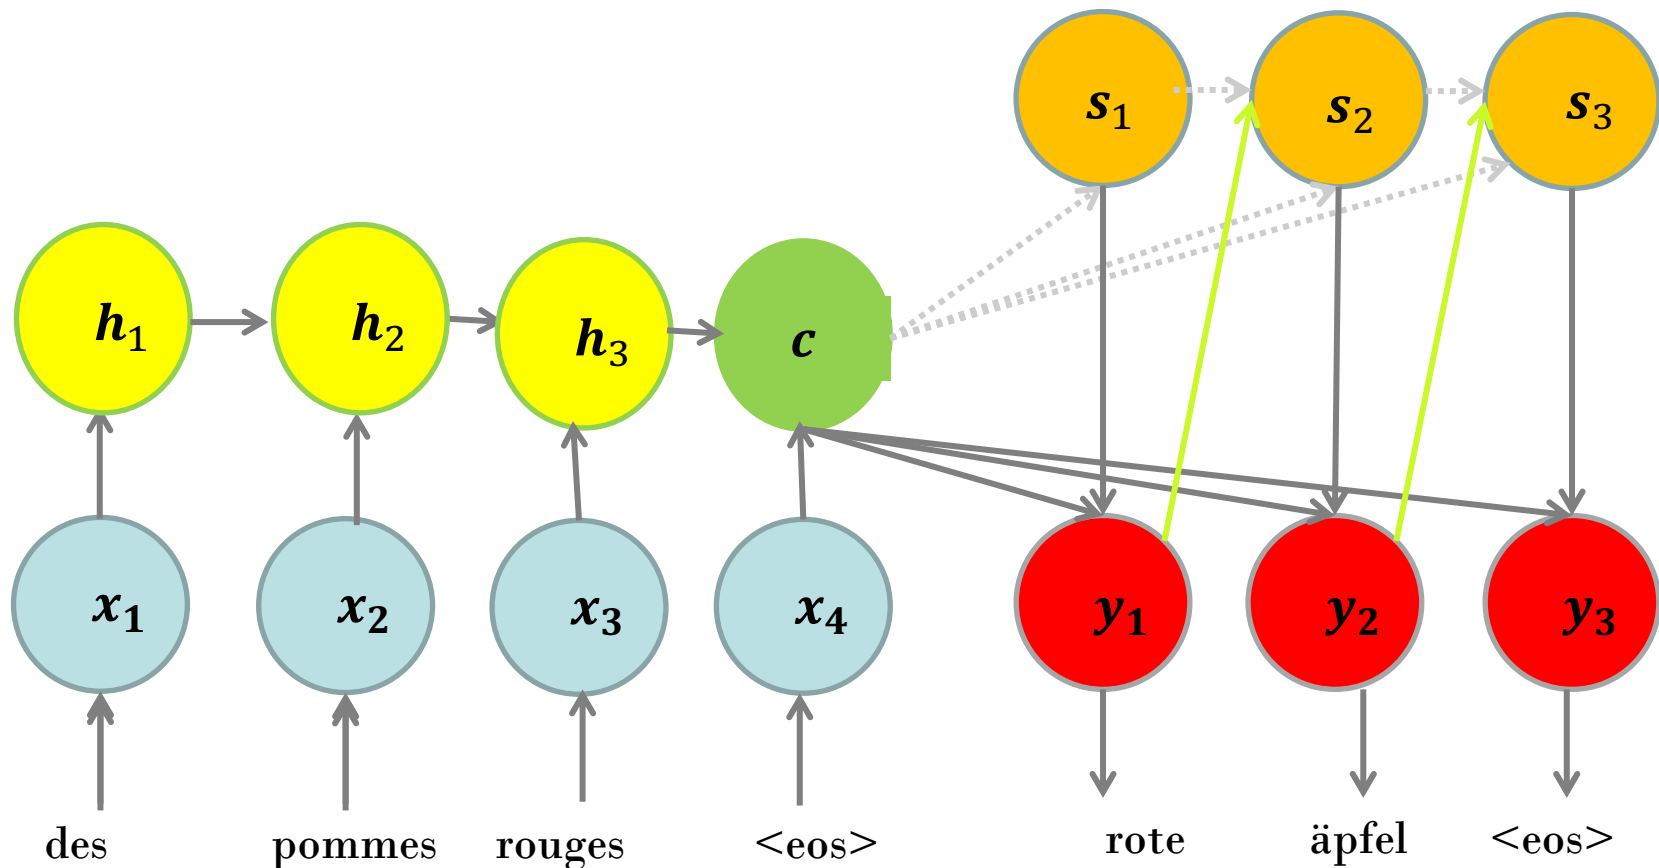 s₁ s₂ s₃
h₁ h₂ h₃ c
x₁ x₂ x₃ x₄ y₁ y₂ y₃
des pommes rouges <eos> rote äpfel <eos>